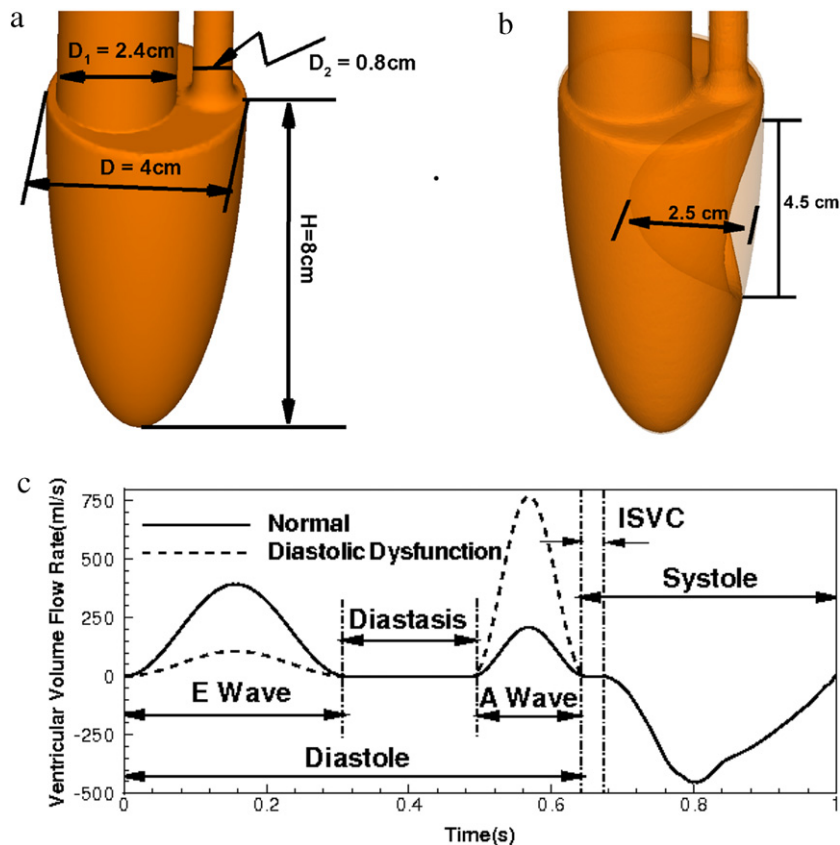 a
D1 = 2.4cm
D2 = 0.8cm
D = 4cm
H=8cm
b
2.5 cm
4.5 cm
c
Ventricular Volume Flow Rate(ml/s)
750
500
250
0
-250
-500
Normal
Diastolic Dysfunction
ISVC
Systole
Diastasis
E Wave
A Wave
Diastole
0
0.2
0.4
0.6
0.8
1
Time(s)